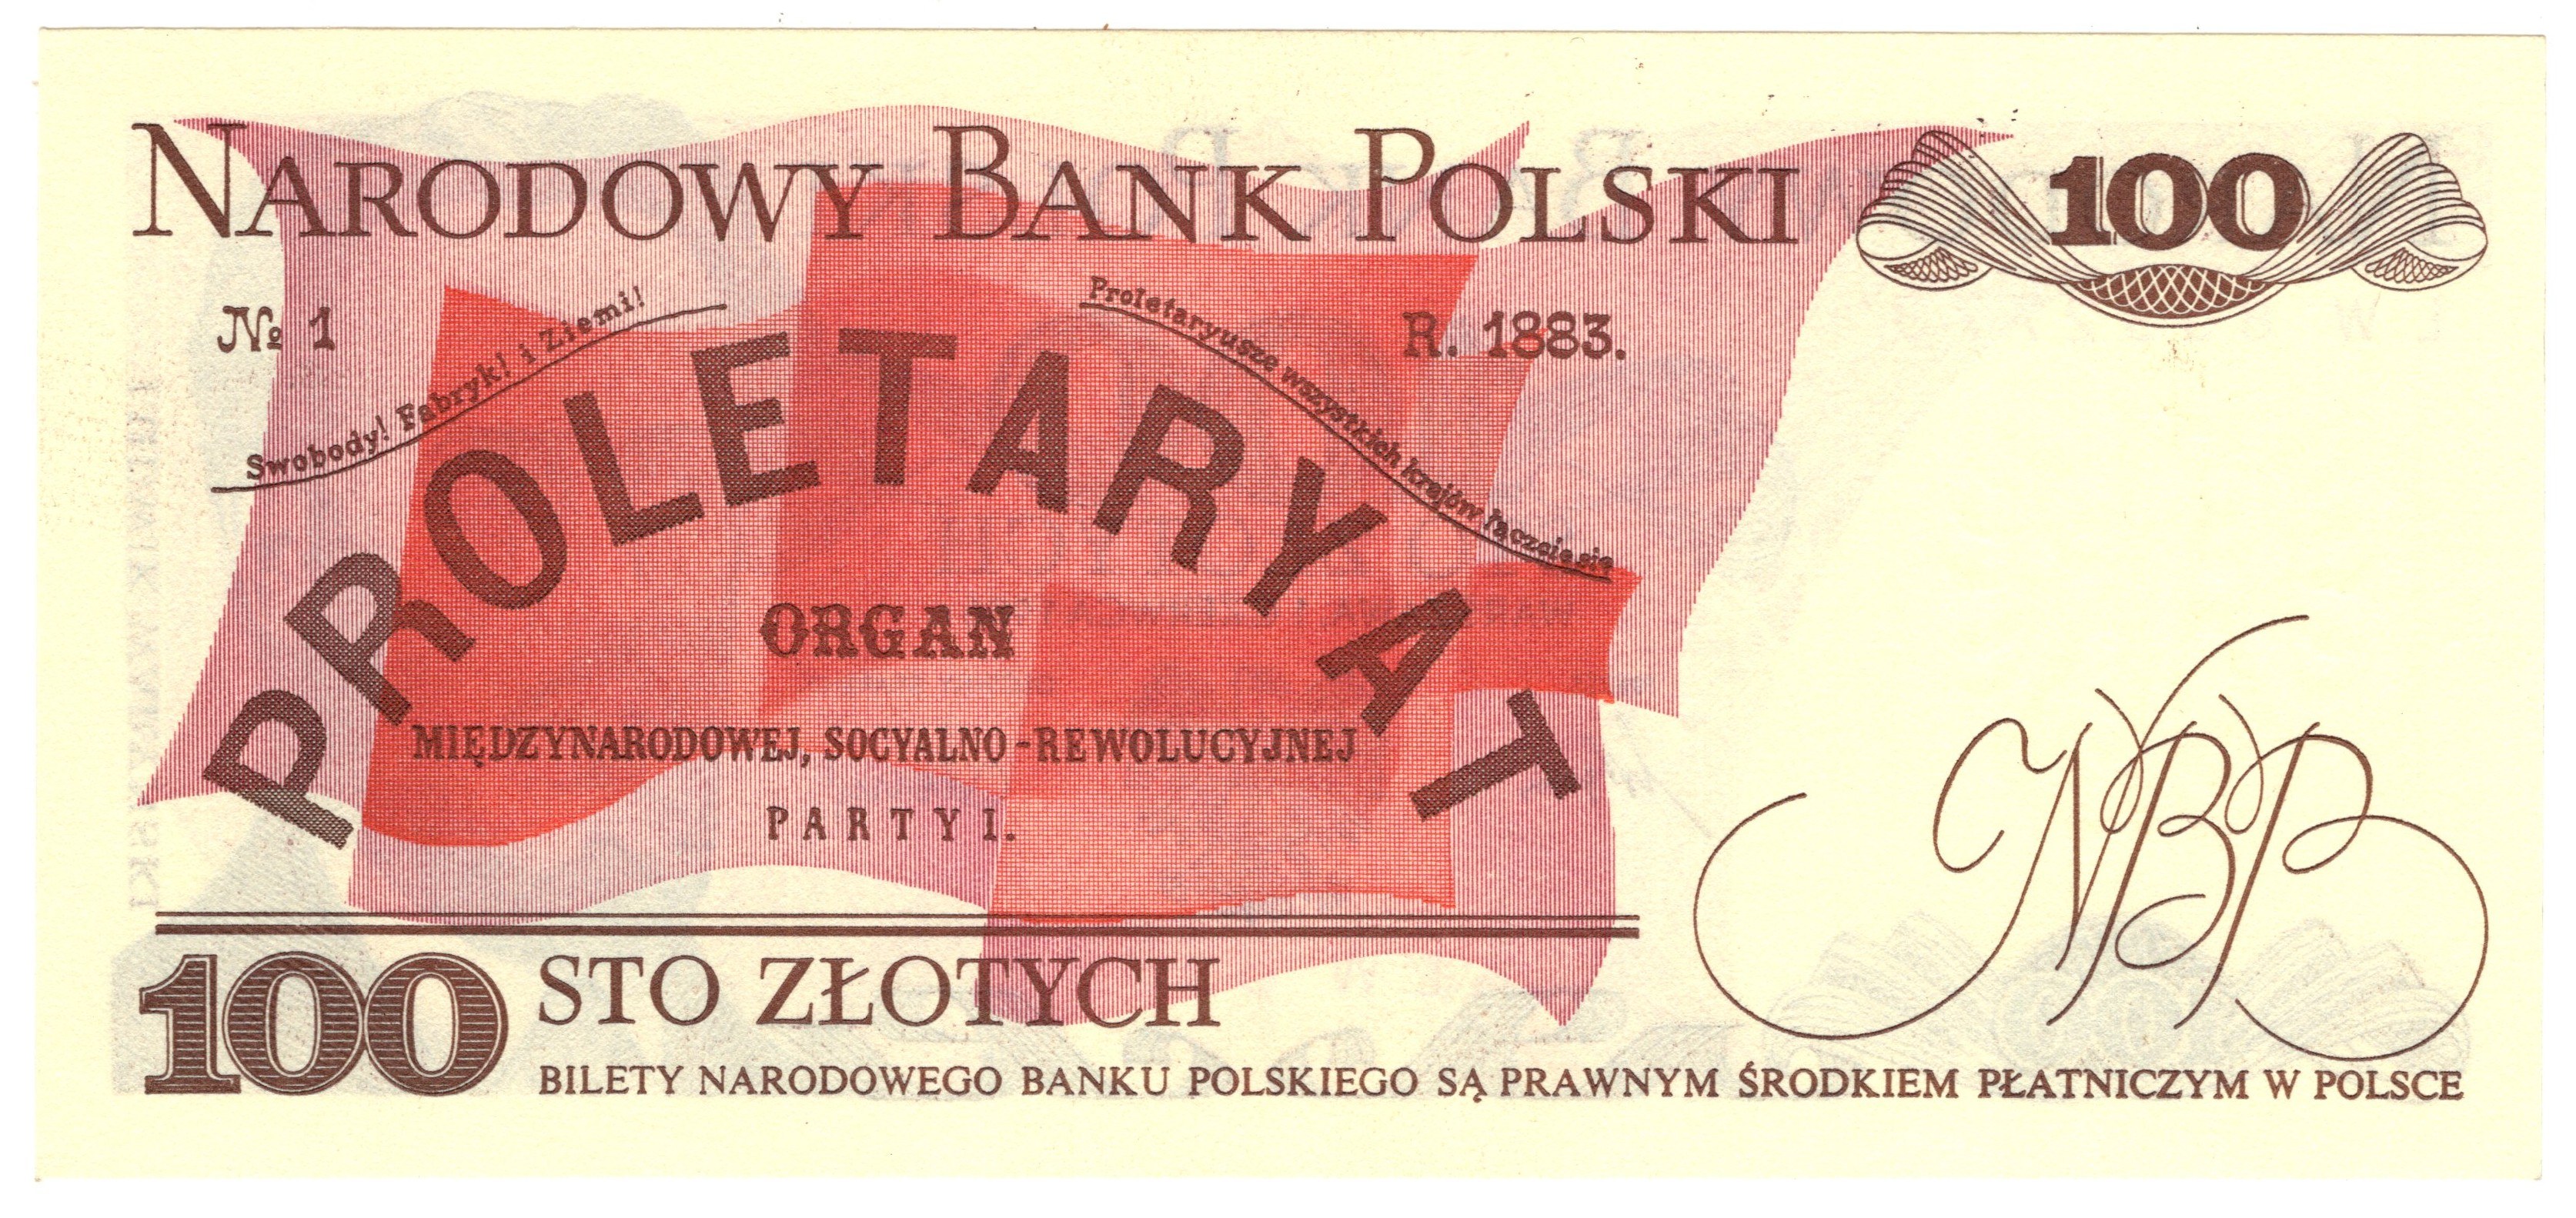 NARODOWY BANK POLSKI
100
№ 1
Swobody! Fabryk! i Ziemi!
Proletaryusze wszystkich krajów łączcie się
R. 1883.
PROLETARYAT
ORGAN
MIĘDZYNARODOWEJ, SOCYALNO-REWOLUCYJNEJ
PARTYI.
NBP
100
STO ZŁOTYCH
BILETY NARODOWEGO BANKU POLSKIEGO SĄ PRAWNYM ŚRODKIEM PŁATNICZYM W POLSCE